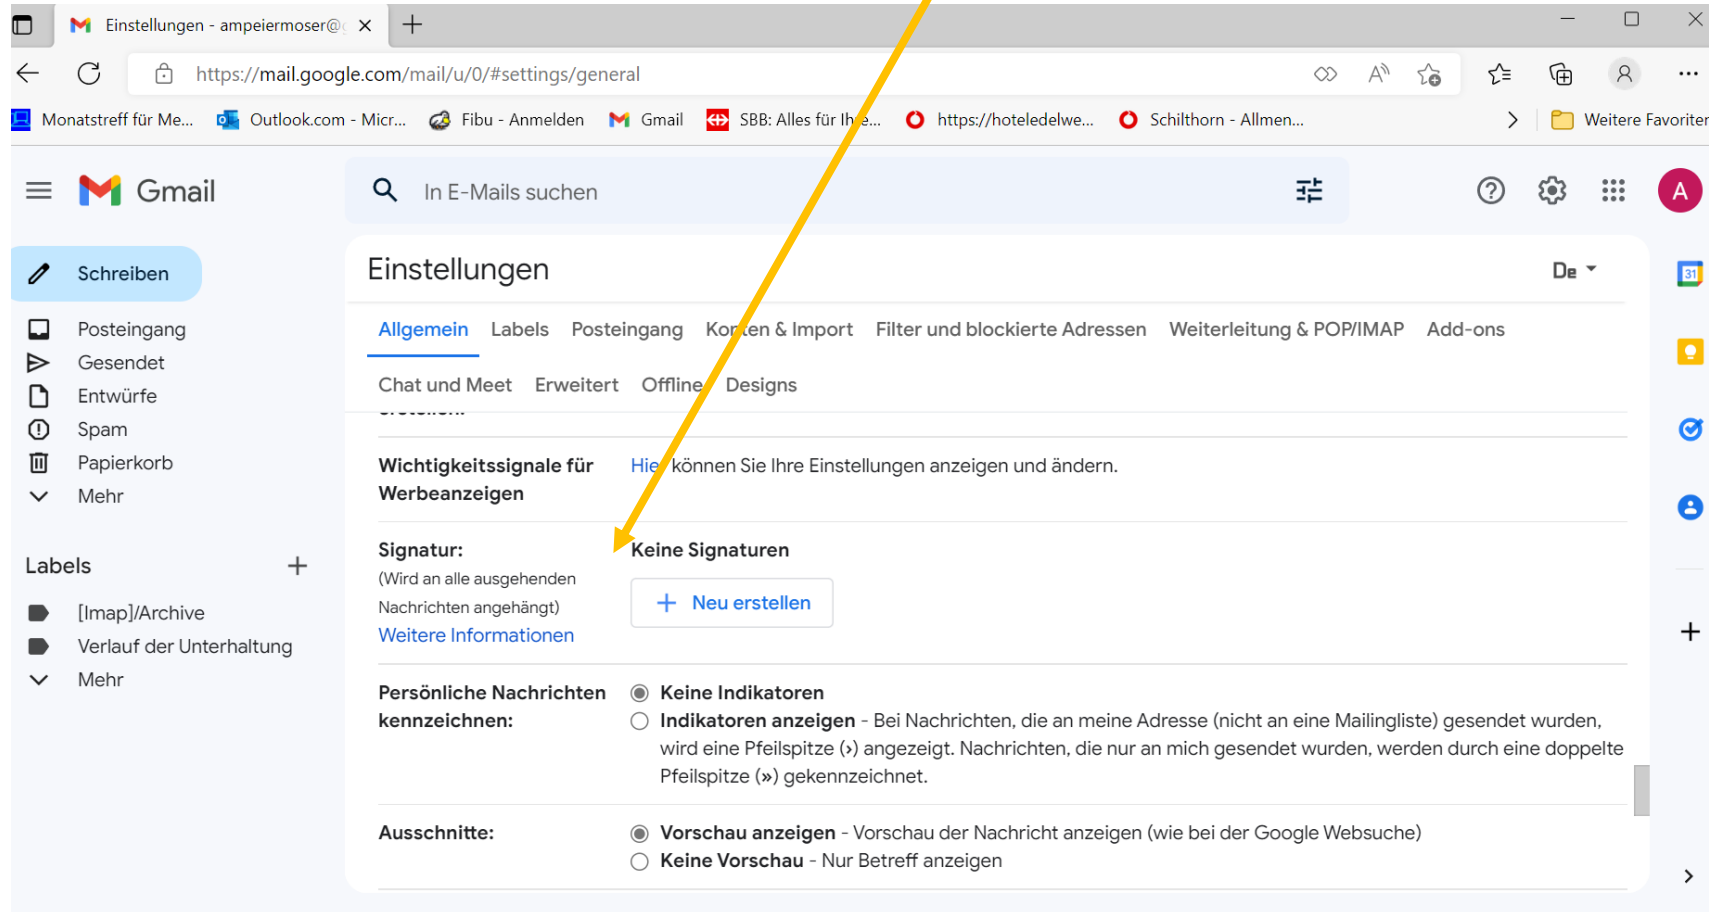 Einstellungen - ampeiermoser@
https://mail.google.com/mail/u/0/#settings/general
Monatstreff für Me... Outlook.com - Micr... Fibu - Anmelden Gmail SBB: Alles für Ihre... https://hoteledelwe... Schilthorn - Allmen... Weitere Favoriten
Gmail
In E-Mails suchen
A
Schreiben
Posteingang
Gesendet
Entwürfe
Spam
Papierkorb
Mehr
Labels
[Imap]/Archive
Verlauf der Unterhaltung
Mehr
Einstellungen
De
Allgemein Labels Posteingang Konten & Import Filter und blockierte Adressen Weiterleitung & POP/IMAP Add-ons
Chat und Meet Erweitert Offline Designs
Wichtigkeitssignale für
Werbeanzeigen
Hier können Sie Ihre Einstellungen anzeigen und ändern.
Signatur:
(Wird an alle ausgehenden
Nachrichten angehängt)
Weitere Informationen
Keine Signaturen
+ Neu erstellen
Persönliche Nachrichten
kennzeichnen:
Keine Indikatoren
Indikatoren anzeigen - Bei Nachrichten, die an meine Adresse (nicht an eine Mailingliste) gesendet wurden,
wird eine Pfeilspitze (›) angezeigt. Nachrichten, die nur an mich gesendet wurden, werden durch eine doppelte
Pfeilspitze (») gekennzeichnet.
Ausschnitte:
Vorschau anzeigen - Vorschau der Nachricht anzeigen (wie bei der Google Websuche)
Keine Vorschau - Nur Betreff anzeigen
31